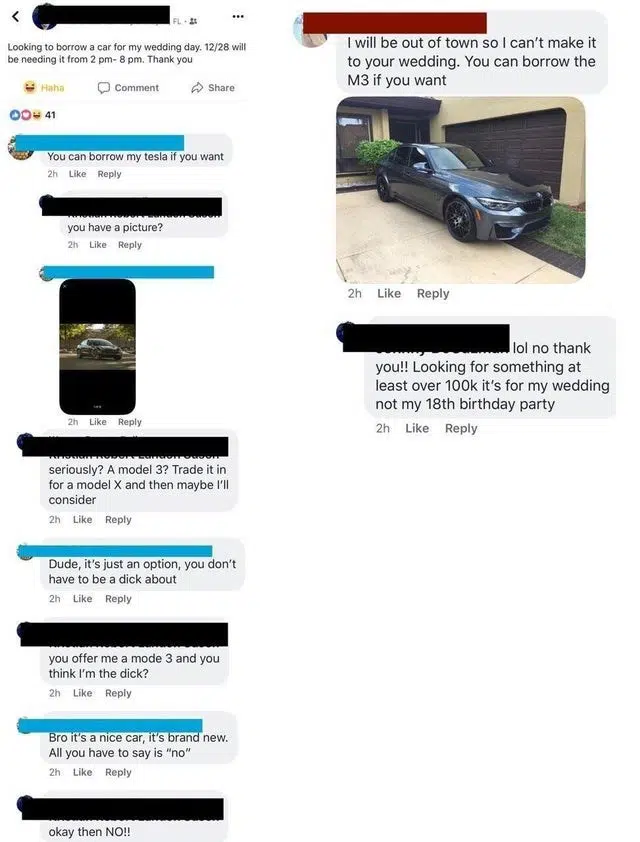 FL
Looking to borrow a car for my wedding day. 12/28 will
be needing it from 2 pm- 8 pm. Thank you
Haha Comment Share
41
You can borrow my tesla if you want
2h Like Reply
you have a picture?
2h Like Reply
2h Like Reply
seriously? A model 3? Trade it in
for a model X and then maybe I'll
consider
2h Like Reply
Dude, it's just an option, you don't
have to be a dick about
2h Like Reply
you offer me a mode 3 and you
think I'm the dick?
2h Like Reply
Bro it's a nice car, it's brand new.
All you have to say is “no”
2h Like Reply
okay then NO!!
I will be out of town so I can't make it
to your wedding. You can borrow the
M3 if you want
2h Like Reply
lol no thank
you!! Looking for something at
least over 100k it's for my wedding
not my 18th birthday party
2h Like Reply